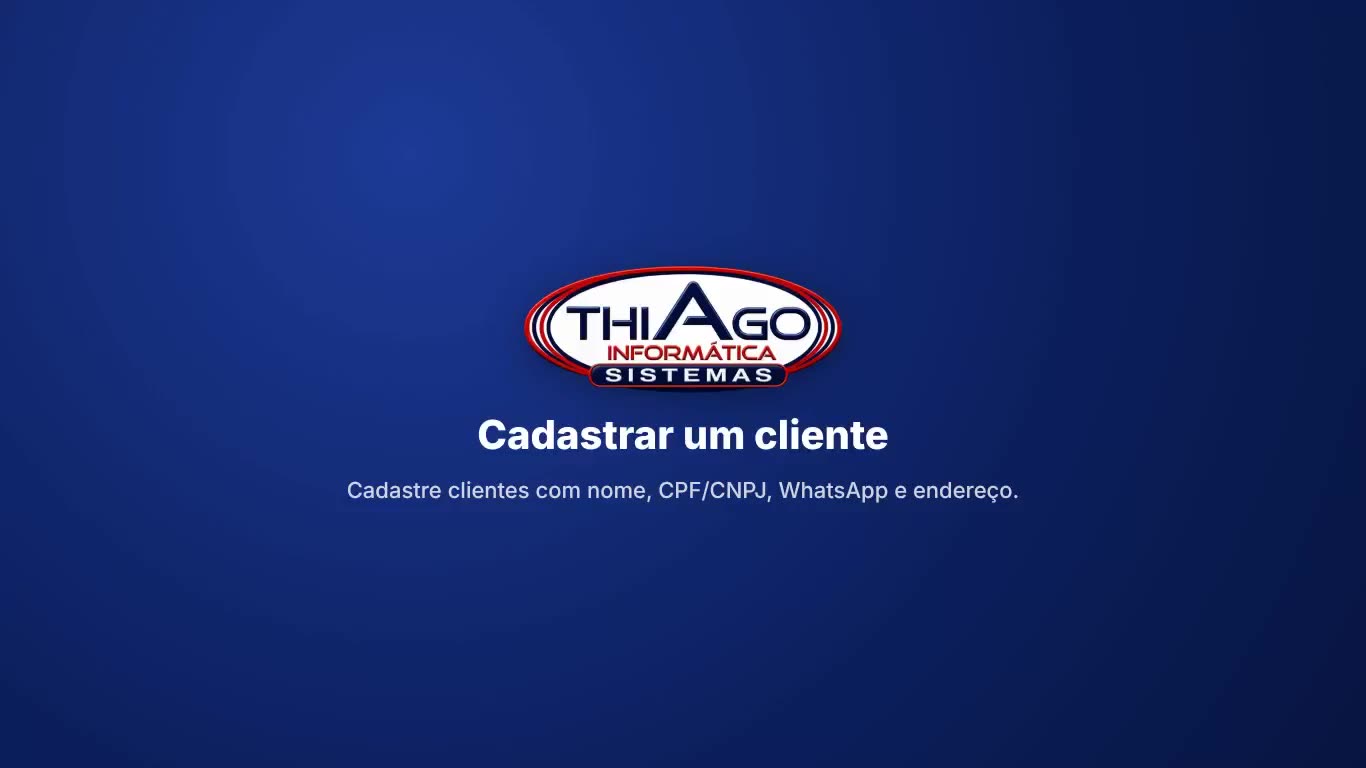 THIAGO
INFORMÁTICA
SISTEMAS
Cadastrar um cliente
Cadastre clientes com nome, CPF/CNPJ, WhatsApp e endereço.